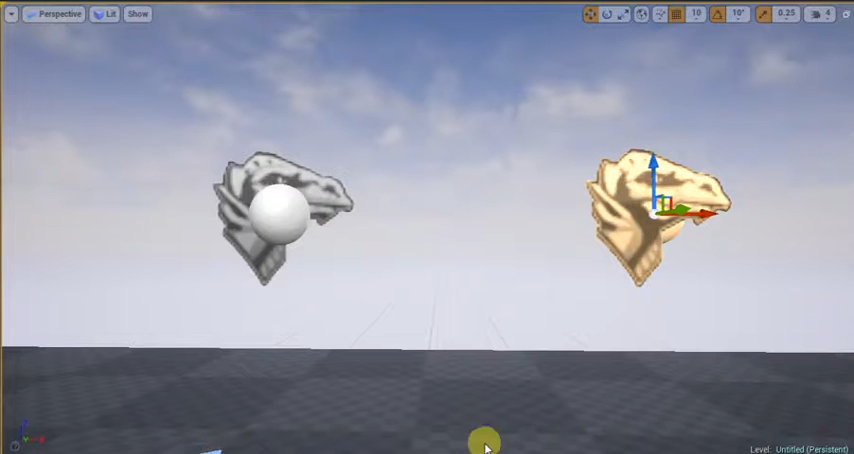 Perspective Lit Show 10 10° 0.25 4
Level: Untitled (Persistent)